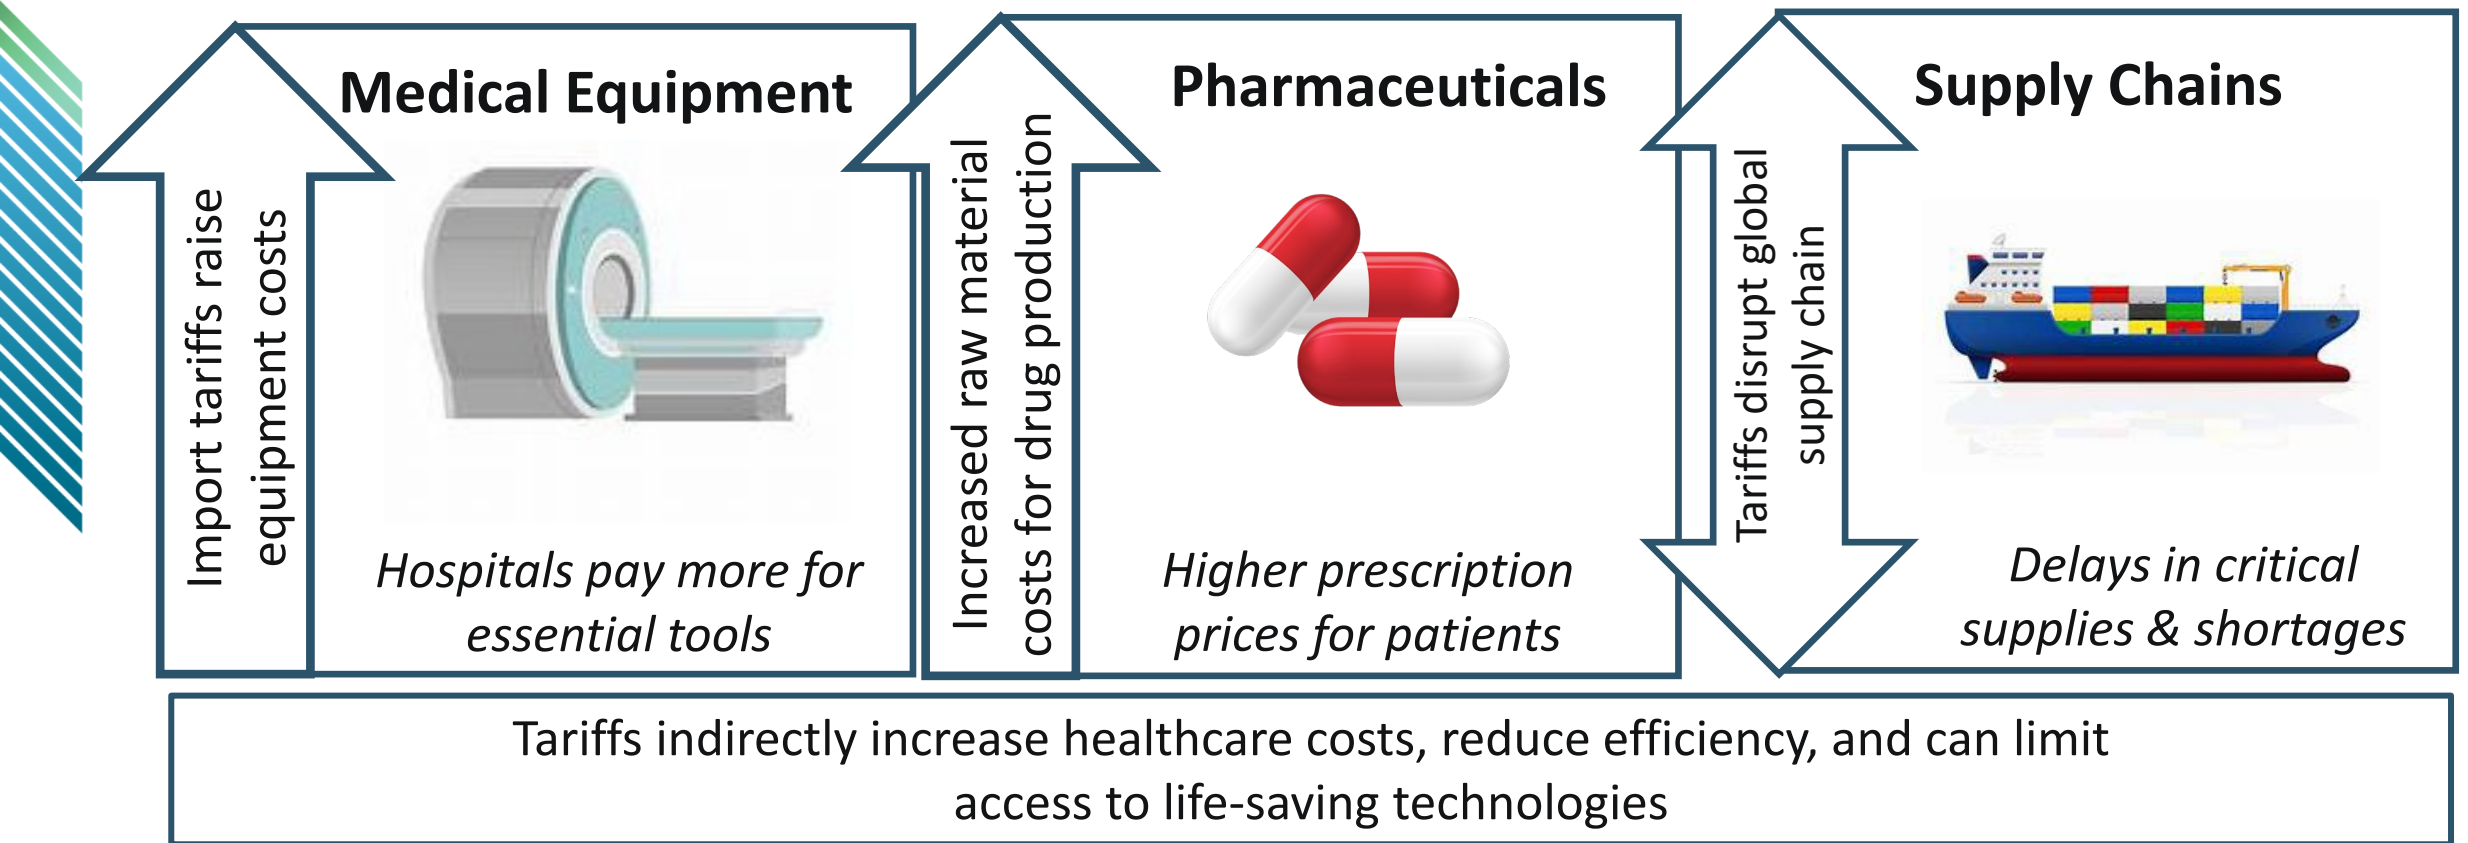 Medical Equipment
Import tariffs raise
equipment costs
Hospitals pay more for
essential tools
Pharmaceuticals
Increased raw material
costs for drug production
Higher prescription
prices for patients
Supply Chains
Tariffs disrupt global
supply chain
Delays in critical
supplies & shortages
Tariffs indirectly increase healthcare costs, reduce efficiency, and can limit
access to life-saving technologies